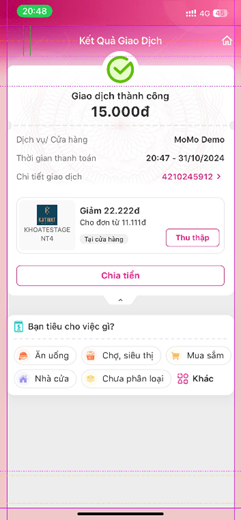 20:48
4G
Kết Quả Giao Dịch
Giao dịch thành công
15.000đ
Dịch vụ/ Cửa hàng MoMo Demo
Thời gian thanh toán 20:47 - 31/10/2024
Chi tiết giao dịch 4210245912 >
KATINAT
KHOATESTAGE
NT4
Giảm 22.222đ
Cho đơn từ 11.111đ
Tại cửa hàng
Thu thập
Chia tiền
Bạn tiêu cho việc gì?
Ăn uống
Chợ, siêu thị
Mua sắm
Nhà cửa
Chưa phân loại
Khác